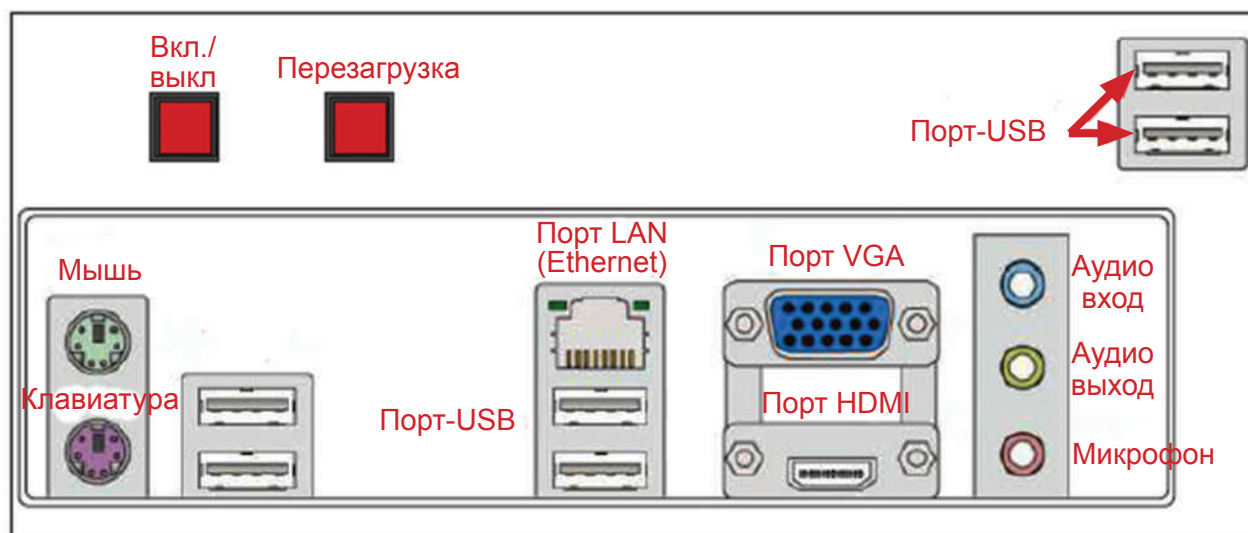 Вкл./
выкл
Перезагрузка
Порт-USB
Мышь
Порт LAN
(Ethernet)
Порт VGA
Аудио
вход
Клавиатура
Порт-USB
Порт HDMI
Аудио
выход
Микрофон